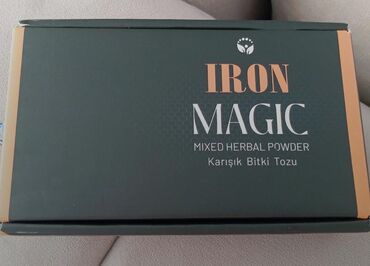 IRON
MAGIC
MIXED HERBAL POWDER
Karışık Bitki Tozu